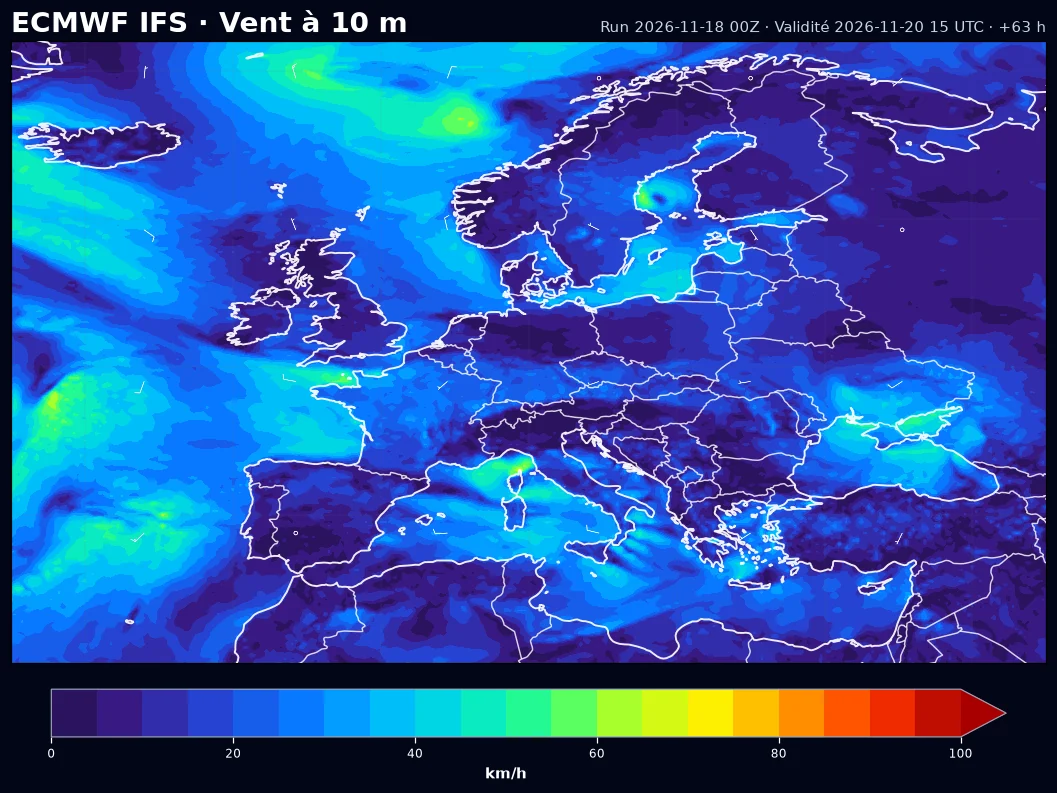 ECMWF IFS · Vent à 10 m
Run 2026-11-18 00Z · Validité 2026-11-20 15 UTC · +63 h
0 20 40 60 80 100
km/h